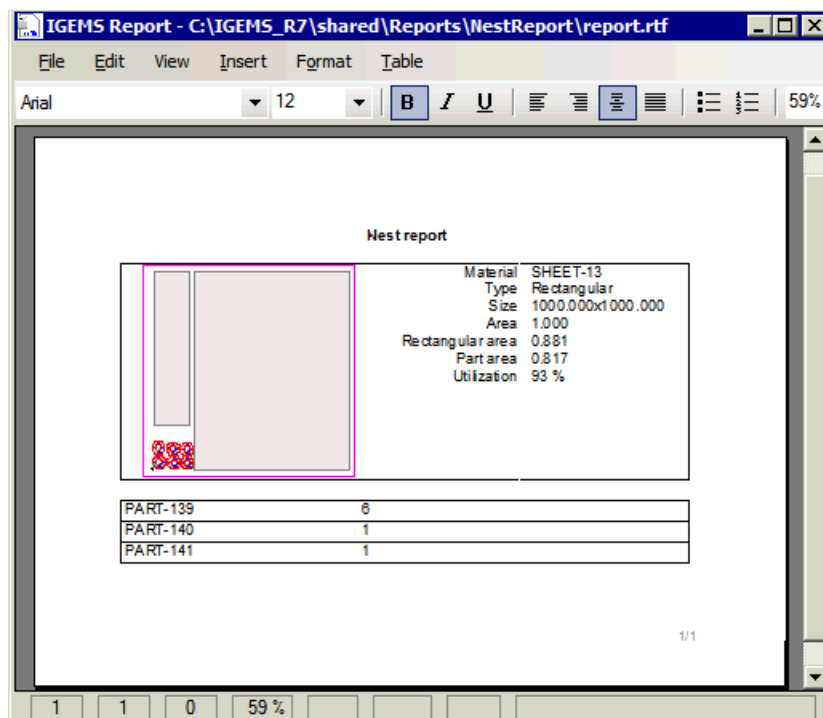 IGEMS Report - C:\IGEMS_R7\shared\Reports\NestReport\report.rtf
File Edit View Insert Format Table
Arial 12 B I U 59%
Nest report
Material SHEET-13
Type Rectangular
Size 1000.000x1000.000
Area 1.000
Rectangular area 0.881
Part area 0.817
Utilization 93 %
PART-139 6
PART-140 1
PART-141 1
1/1
1 1 0 59 %